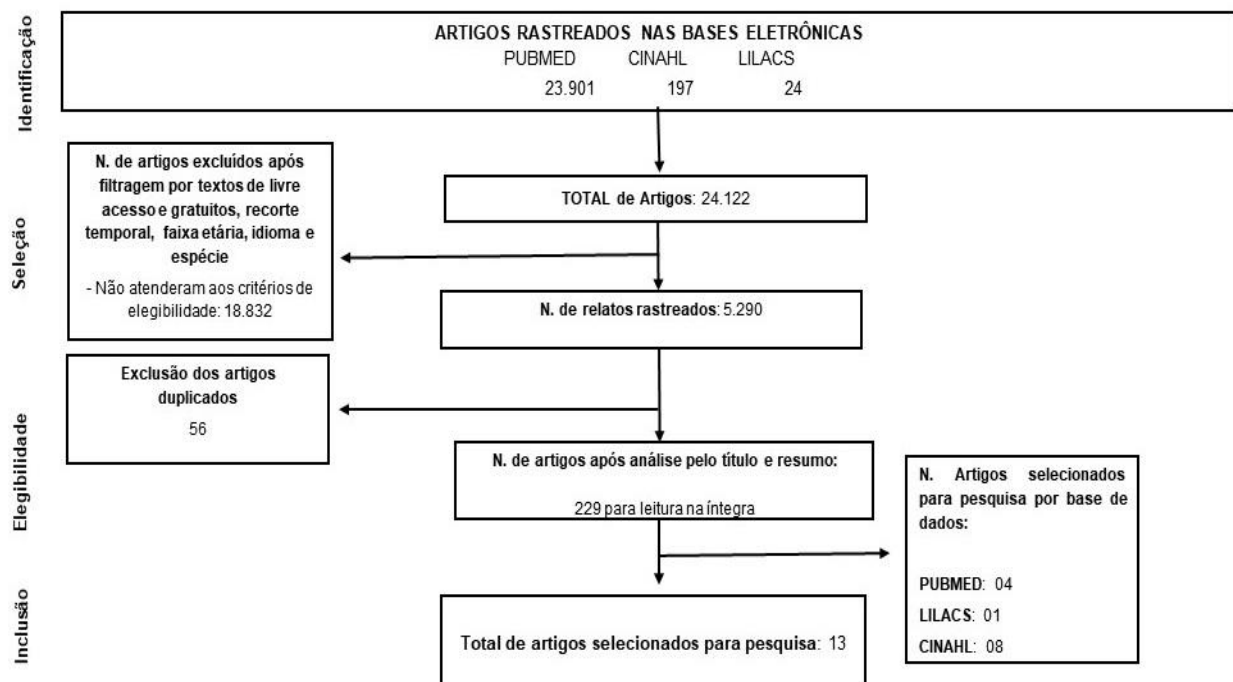 Identificação
ARTIGOS RASTREADOS NAS BASES ELETRÔNICAS
PUBMED CINAHL LILACS
23.901 197 24
Seleção
N. de artigos excluídos após
filtragem por textos de livre
acesso e gratuitos, recorte
temporal, faixa etária, idioma e
espécie
- Não atenderam aos critérios de
elegibilidade: 18.832
TOTAL de Artigos: 24.122
N. de relatos rastreados: 5.290
Elegibilidade
Exclusão dos artigos
duplicados
56
N. de artigos após análise pelo título e resumo:
229 para leitura na íntegra
N. Artigos selecionados
para pesquisa por base de
dados:
PUBMED: 04
LILACS: 01
CINAHL: 08
Inclusão
Total de artigos selecionados para pesquisa: 13